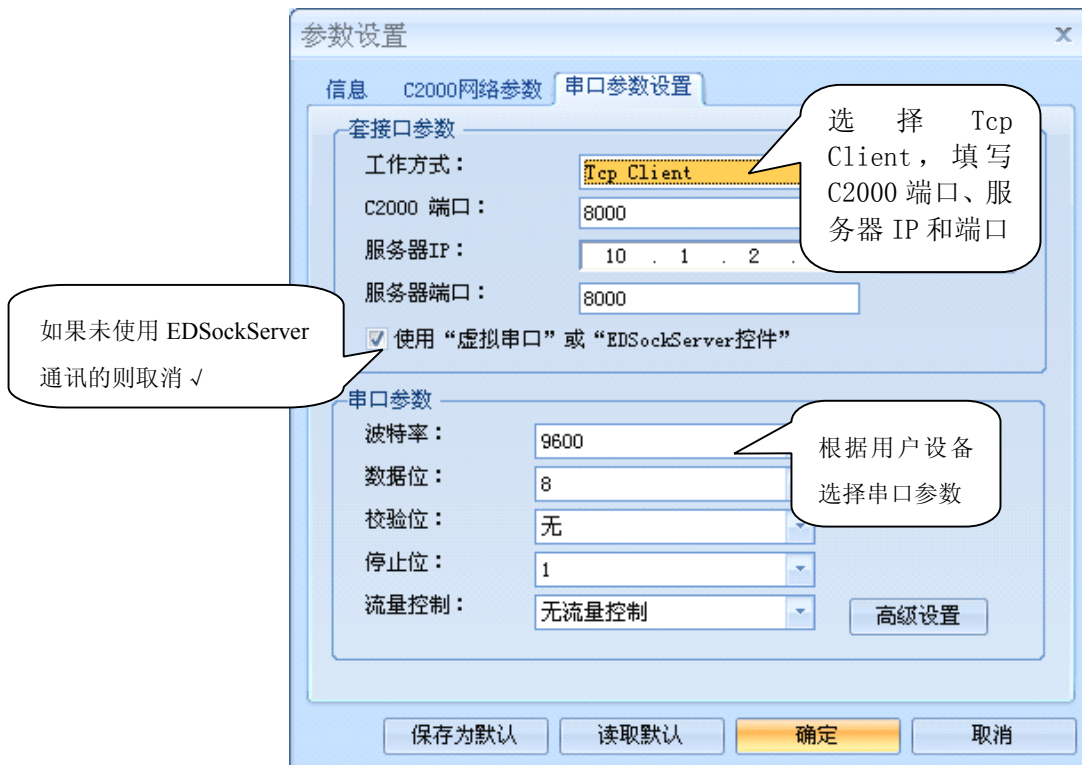 参数设置
信息 C2000网络参数 串口参数设置
套接口参数
工作方式： Tcp Client
C2000 端口： 8000
服务器IP： 10 . 1 . 2 .
服务器端口： 8000
使用“虚拟串口”或“EDSockServer控件”
选择 Tcp
Client，填写
C2000 端口、服
务器 IP 和端口
如果未使用 EDSockServer
通讯的则取消√
串口参数
波特率： 9600
数据位： 8
校验位： 无
停止位： 1
流量控制： 无流量控制
高级设置
根据用户设备
选择串口参数
保存为默认 读取默认 确定 取消